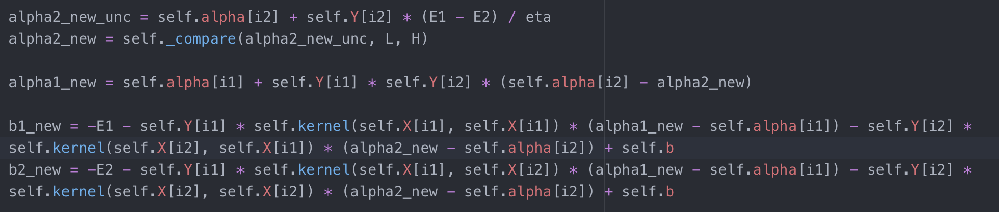 alpha2_new_unc = self.alpha[i2] + self.Y[i2] * (E1 - E2) / eta
alpha2_new = self._compare(alpha2_new_unc, L, H)
alpha1_new = self.alpha[i1] + self.Y[i1] * self.Y[i2] * (self.alpha[i2] - alpha2_new)
b1_new = -E1 - self.Y[i1] * self.kernel(self.X[i1], self.X[i1]) * (alpha1_new - self.alpha[i1]) - self.Y[i2] *
self.kernel(self.X[i2], self.X[i1]) * (alpha2_new - self.alpha[i2]) + self.b
b2_new = -E2 - self.Y[i1] * self.kernel(self.X[i1], self.X[i2]) * (alpha1_new - self.alpha[i1]) - self.Y[i2] *
self.kernel(self.X[i2], self.X[i2]) * (alpha2_new - self.alpha[i2]) + self.b